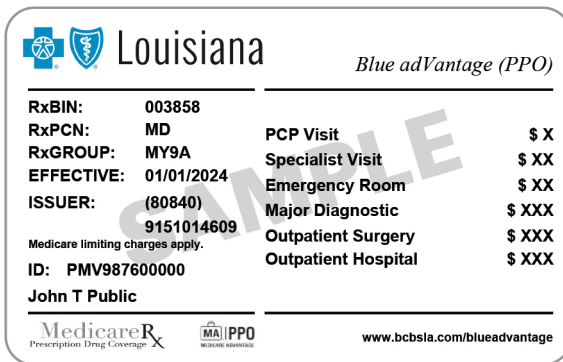 Louisiana
Blue adVantage (PPO)
RxBIN: 003858
RxPCN: MD
RxGROUP: MY9A
EFFECTIVE: 01/01/2024
ISSUER: (80840)
9151014609
Medicare limiting charges apply.
ID: PMV987600000
John T Public
PCP Visit $ X
Specialist Visit $ XX
Emergency Room $ XX
Major Diagnostic $ XXX
Outpatient Surgery $ XXX
Outpatient Hospital $ XXX
SAMPLE
MedicareRx
Prescription Drug Coverage
MA PPO
MEDICARE ADVANTAGE
www.bcbsla.com/blueadvantage